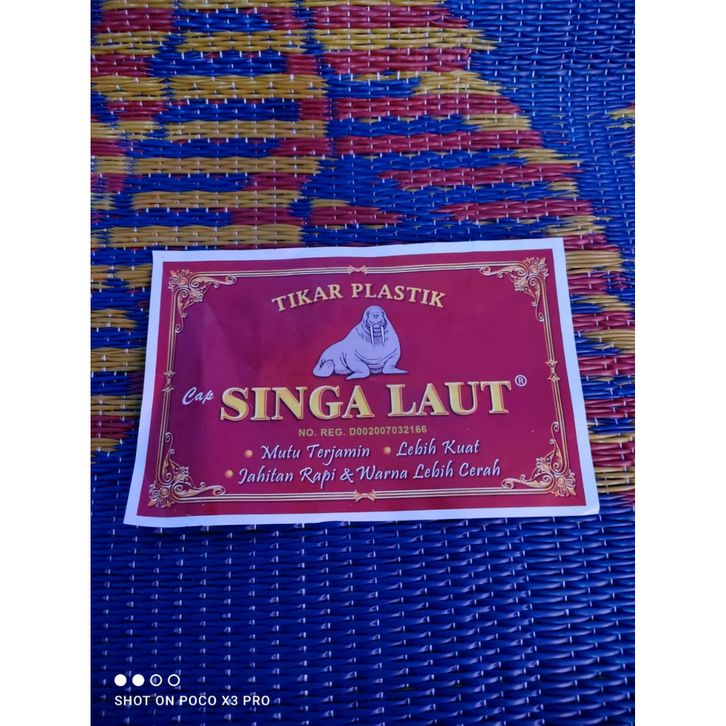 TIKAR PLASTIK
Cap SINGA LAUT ®
NO. REG. D002007032166
• Mutu Terjamin • Lebih Kuat
• Jahitan Rapi & Warna Lebih Cerah
SHOT ON POCO X3 PRO